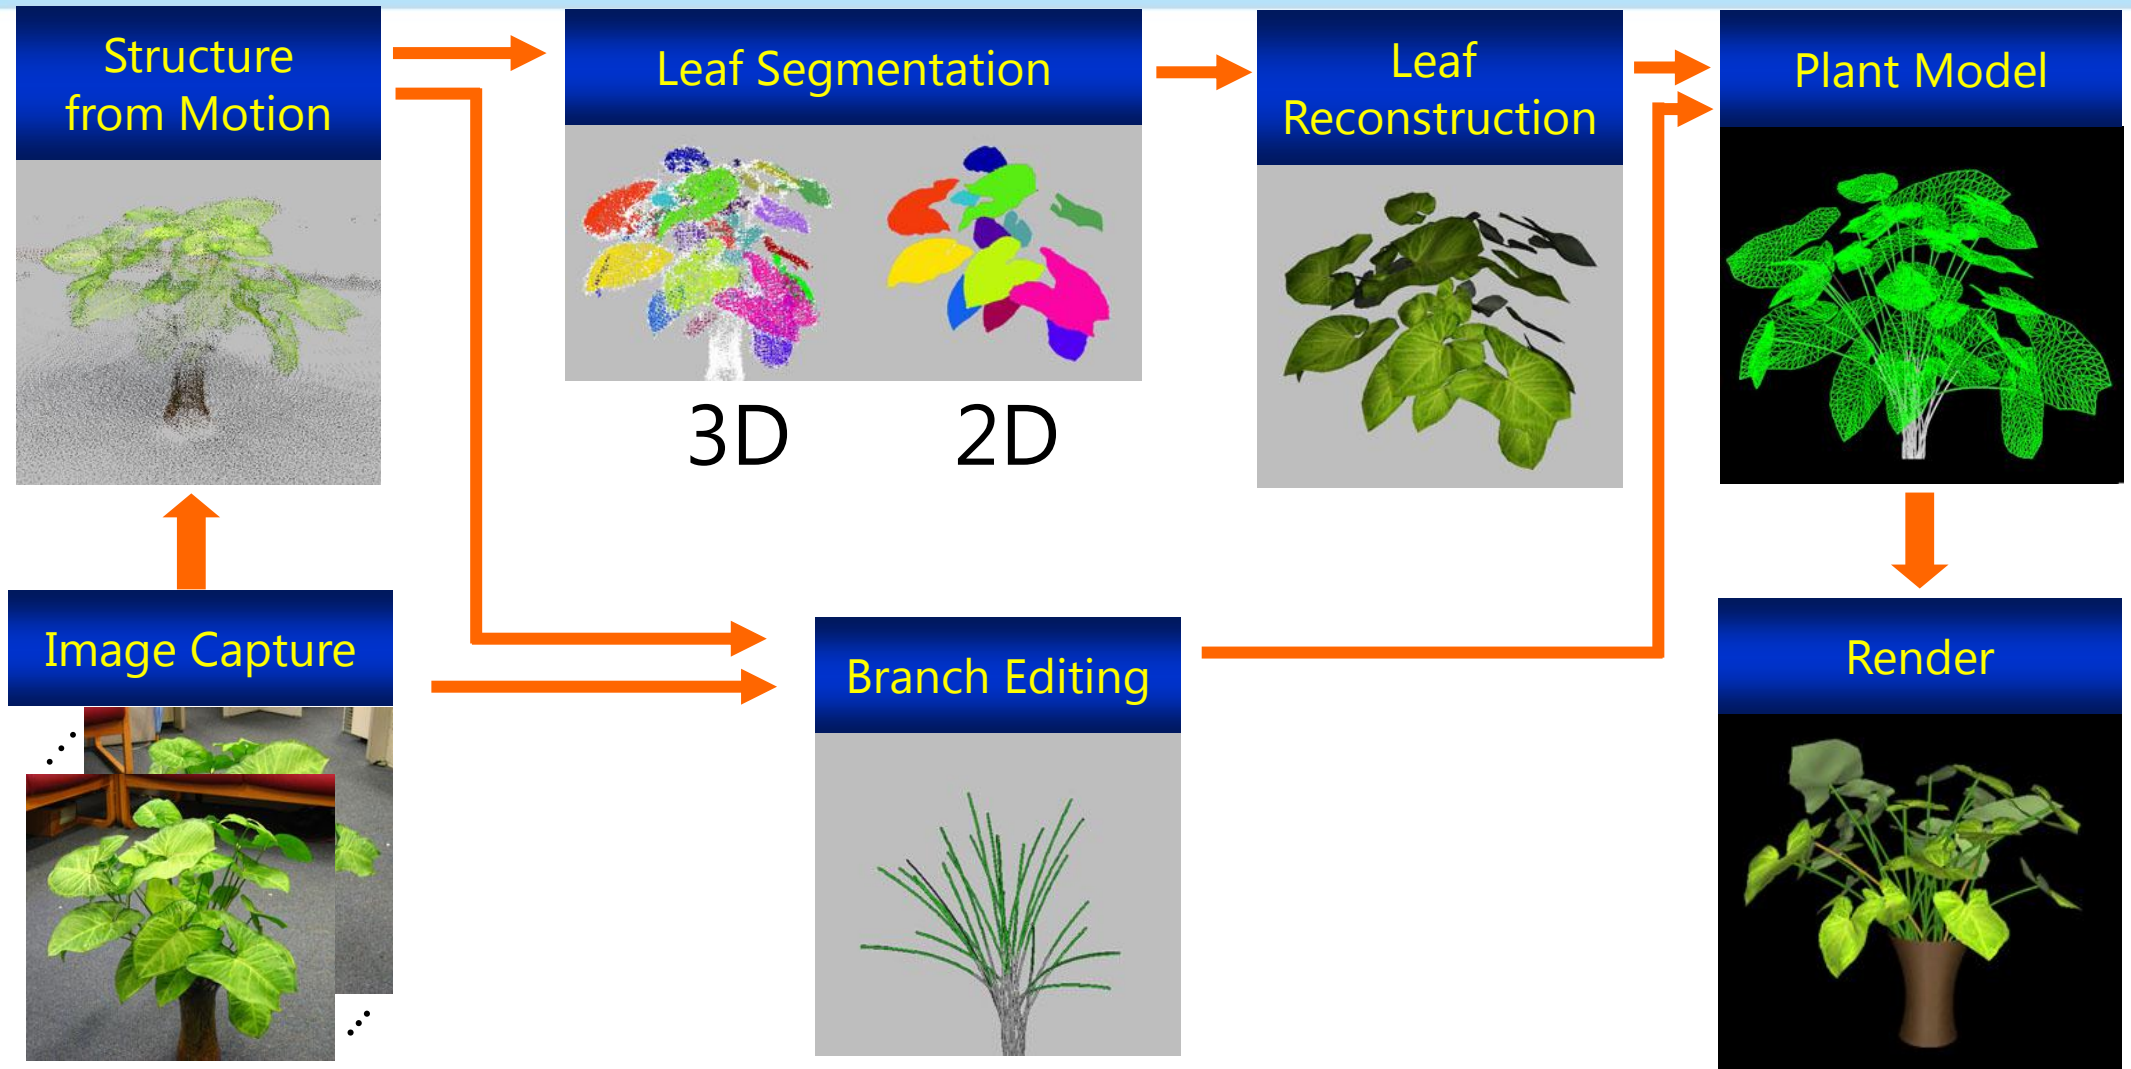 Structure
from Motion
Leaf Segmentation
Leaf
Reconstruction
Plant Model
3D
2D
Image Capture
Branch Editing
Render